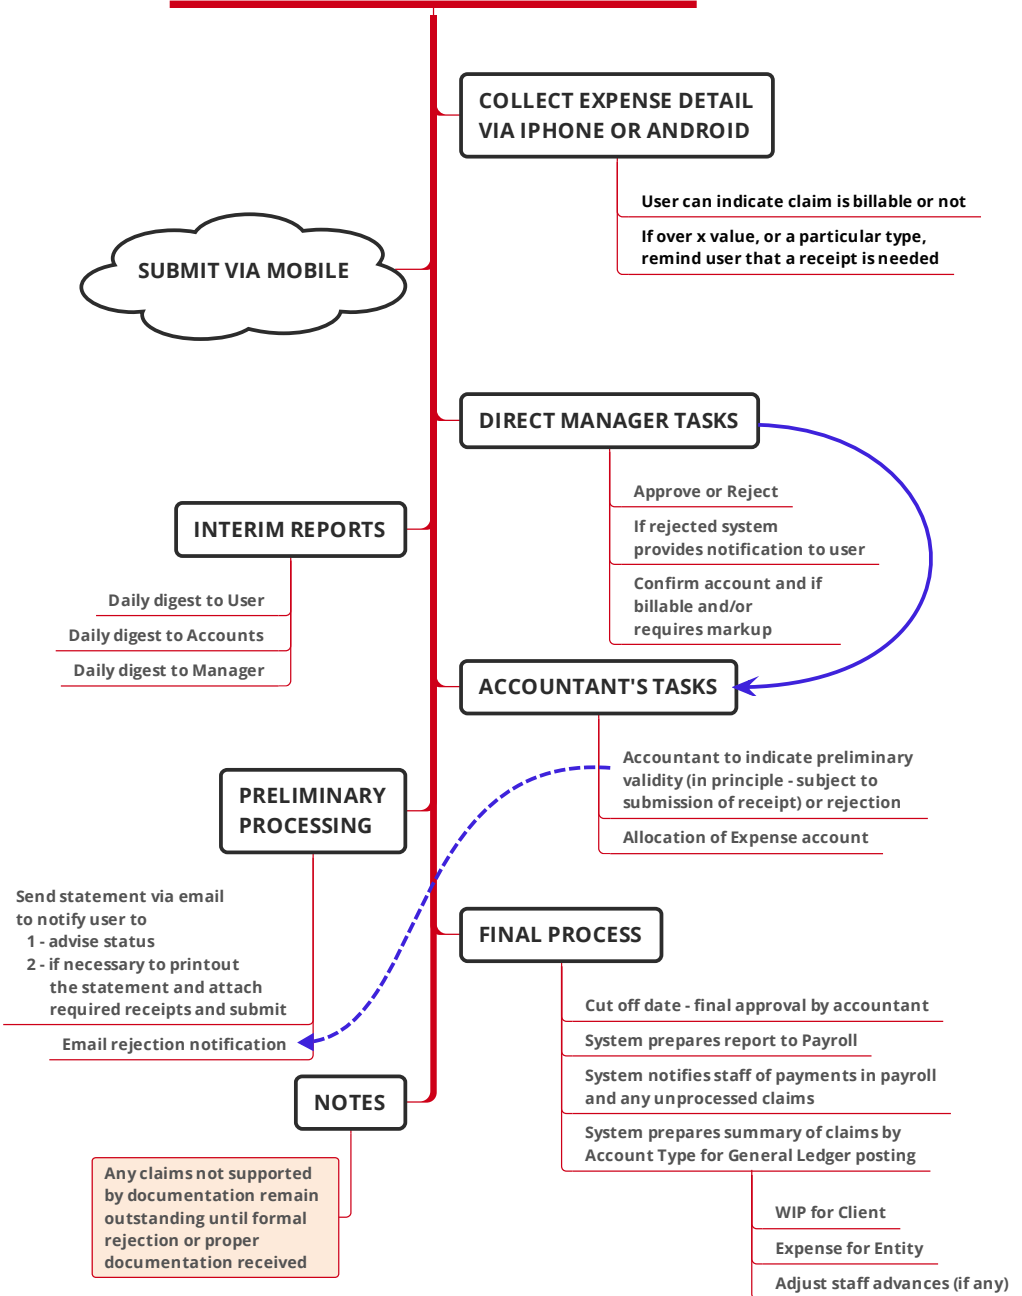 COLLECT EXPENSE DETAIL
VIA IPHONE OR ANDROID
User can indicate claim is billable or not
If over x value, or a particular type,
remind user that a receipt is needed
SUBMIT VIA MOBILE
DIRECT MANAGER TASKS
Approve or Reject
If rejected system
provides notification to user
Confirm account and if
billable and/or
requires markup
INTERIM REPORTS
Daily digest to User
Daily digest to Accounts
Daily digest to Manager
ACCOUNTANT'S TASKS
Accountant to indicate preliminary
validity (in principle - subject to
submission of receipt) or rejection
Allocation of Expense account
PRELIMINARY
PROCESSING
Send statement via email
to notify user to
1 - advise status
2 - if necessary to printout
the statement and attach
required receipts and submit
Email rejection notification
FINAL PROCESS
Cut off date - final approval by accountant
System prepares report to Payroll
System notifies staff of payments in payroll
and any unprocessed claims
System prepares summary of claims by
Account Type for General Ledger posting
WIP for Client
Expense for Entity
Adjust staff advances (if any)
NOTES
Any claims not supported
by documentation remain
outstanding until formal
rejection or proper
documentation received